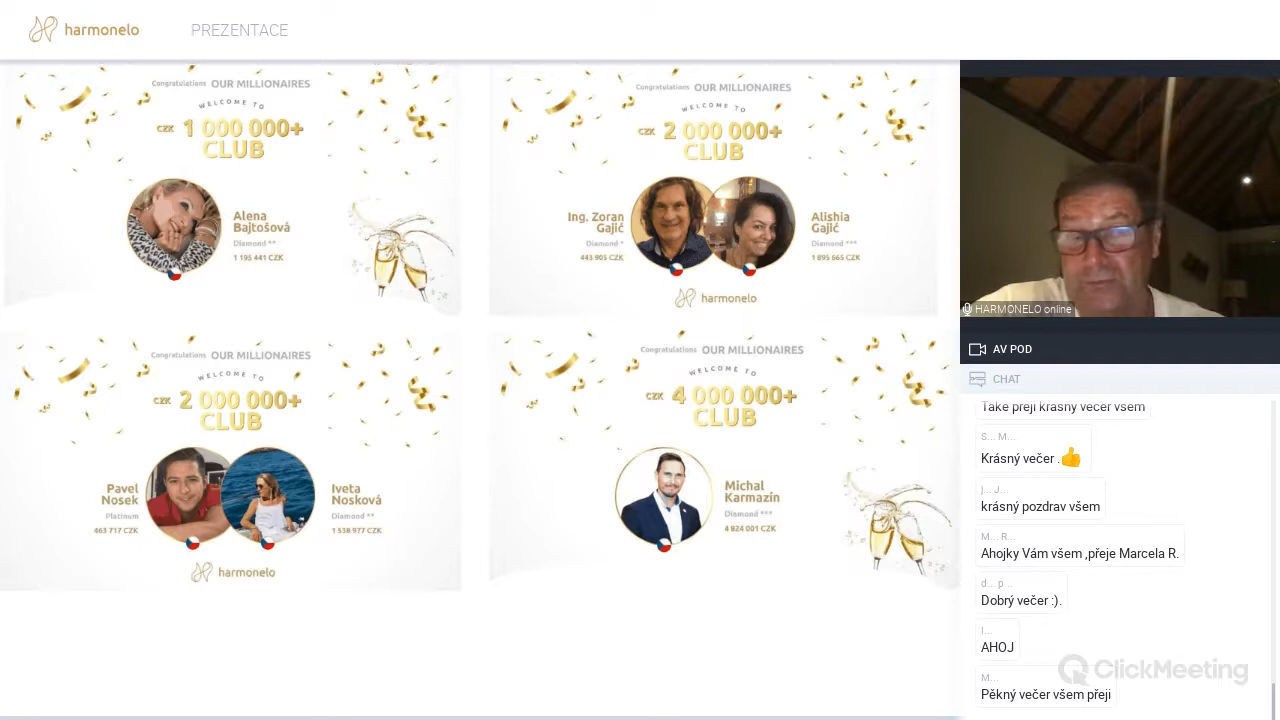 harmonelo
PREZENTACE
Congratulations OUR MILLIONAIRES
WELCOME TO
CZK 1 000 000+
CLUB
Alena
Bajtošová
Diamond **
1 195 441 CZK
Congratulations OUR MILLIONAIRES
WELCOME TO
CZK 2 000 000+
CLUB
Ing. Zoran
Gajić
Diamond *
443 905 CZK
Alishia
Gajić
Diamond ***
1 895 665 CZK
harmonelo
Congratulations OUR MILLIONAIRES
WELCOME TO
CZK 2 000 000+
CLUB
Pavel
Nosek
Platinum
463 717 CZK
Iveta
Nosková
Diamond **
1 538 977 CZK
harmonelo
Congratulations OUR MILLIONAIRES
WELCOME TO
CZK 4 000 000+
CLUB
Michal
Karmazín
Diamond ***
4 824 001 CZK
HARMONELO online
AV POD
CHAT
Take preji krasny vecer vsem
S... M...
Krásný večer .👍
j... J...
krásný pozdrav všem
M... R...
Ahojky Vám všem ,přeje Marcela R.
d... p...
Dobrý večer :).
I...
AHOJ
M...
Pěkný večer všem přeji
ClickMeeting